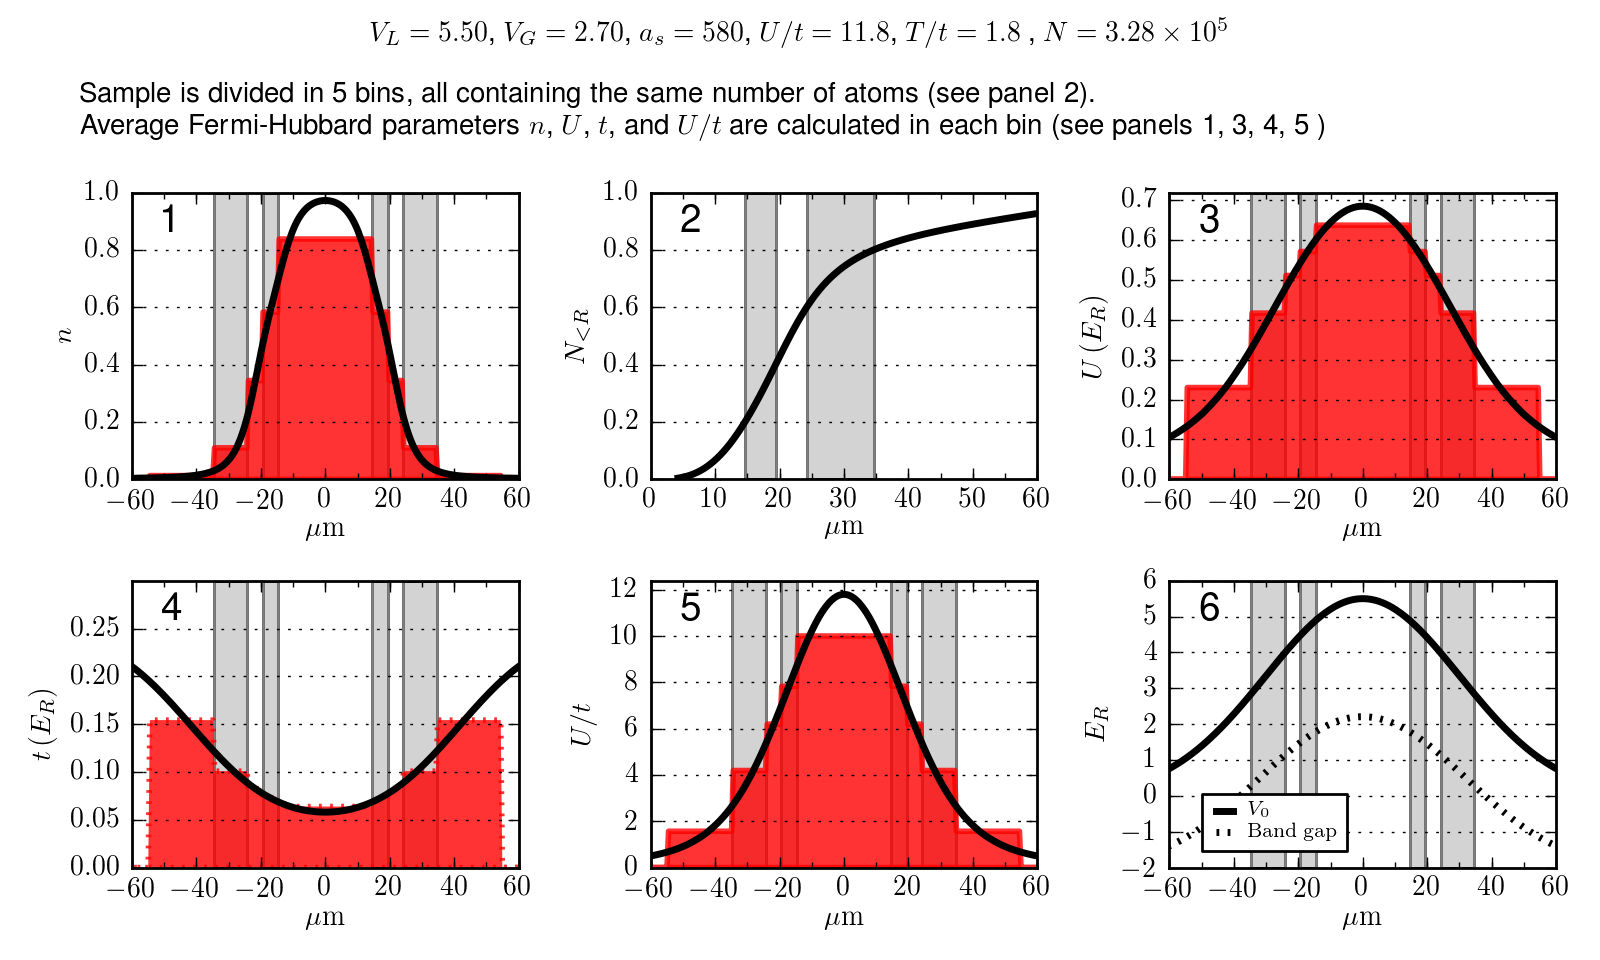 V_L = 5.50, V_G = 2.70, a_s = 580, U/t = 11.8, T/t = 1.8 , N = 3.28 × 10^5
Sample is divided in 5 bins, all containing the same number of atoms (see panel 2).
Average Fermi-Hubbard parameters n, U, t, and U/t are calculated in each bin (see panels 1, 3, 4, 5 )
1
n
1.0
0.8
0.6
0.4
0.2
0.0
−60 −40 −20 0 20 40 60
µm
2
N_{<R}
1.0
0.8
0.6
0.4
0.2
0.0
0 10 20 30 40 50 60
µm
3
U (E_R)
0.7
0.6
0.5
0.4
0.3
0.2
0.1
0.0
−60 −40 −20 0 20 40 60
µm
4
t (E_R)
0.25
0.20
0.15
0.10
0.05
0.00
−60 −40 −20 0 20 40 60
µm
5
U/t
12
10
8
6
4
2
0
−60 −40 −20 0 20 40 60
µm
6
E_R
6
5
4
3
2
1
0
−1
−2
V_0
Band gap
−60 −40 −20 0 20 40 60
µm